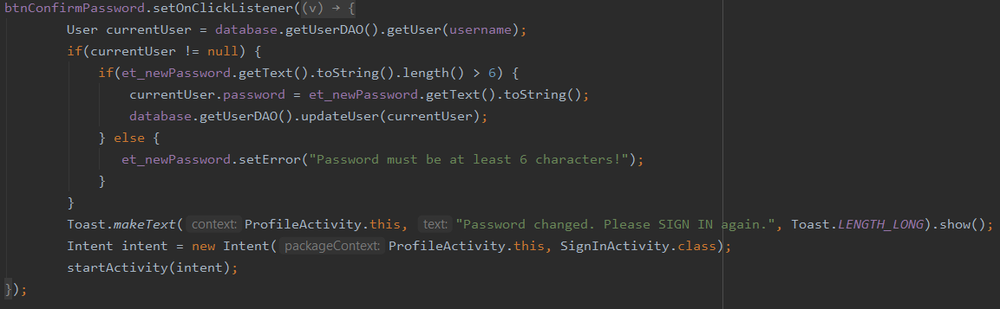 btnConfirmPassword.setOnClickListener((v) → {
User currentUser = database.getUserDAO().getUser(username);
if(currentUser != null) {
if(et_newPassword.getText().toString().length() > 6) {
currentUser.password = et_newPassword.getText().toString();
database.getUserDAO().updateUser(currentUser);
} else {
et_newPassword.setError("Password must be at least 6 characters!");
}
}
Toast.makeText( context: ProfileActivity.this, text: "Password changed. Please SIGN IN again.", Toast.LENGTH_LONG).show();
Intent intent = new Intent( packageContext: ProfileActivity.this, SignInActivity.class);
startActivity(intent);
});